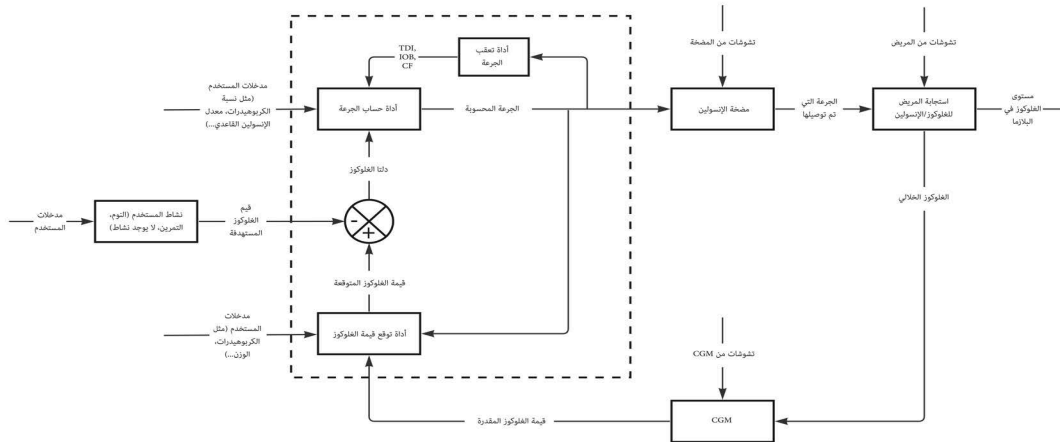 تشوشات من المضخة
تشوشات من المريض
TDI,
IOB,
CF
أداة تعقب
الجرعة
مدخلات المستخدم
(مثل نسبة
الكربوهيدرات، معدل
الإنسولين القاعدي...)
أداة حساب الجرعة
الجرعة المحسوبة
مضخة الإنسولين
الجرعة التي
تم توصيلها
استجابة المريض
للغلوكوز/الإنسولين
مستوى
الغلوكوز في
البلازما
دلتا الغلوكوز
الغلوكوز الخلالي
مدخلات
المستخدم
نشاط المستخدم (النوم،
التمرين، لا يوجد نشاط)
قيم
الغلوكوز
المستهدفة
-
+
قيمة الغلوكوز المتوقعة
مدخلات
المستخدم (مثل
الكربوهيدرات،
الوزن...)
أداة توقع قيمة الغلوكوز
تشوشات من CGM
قيمة الغلوكوز المقدرة
CGM